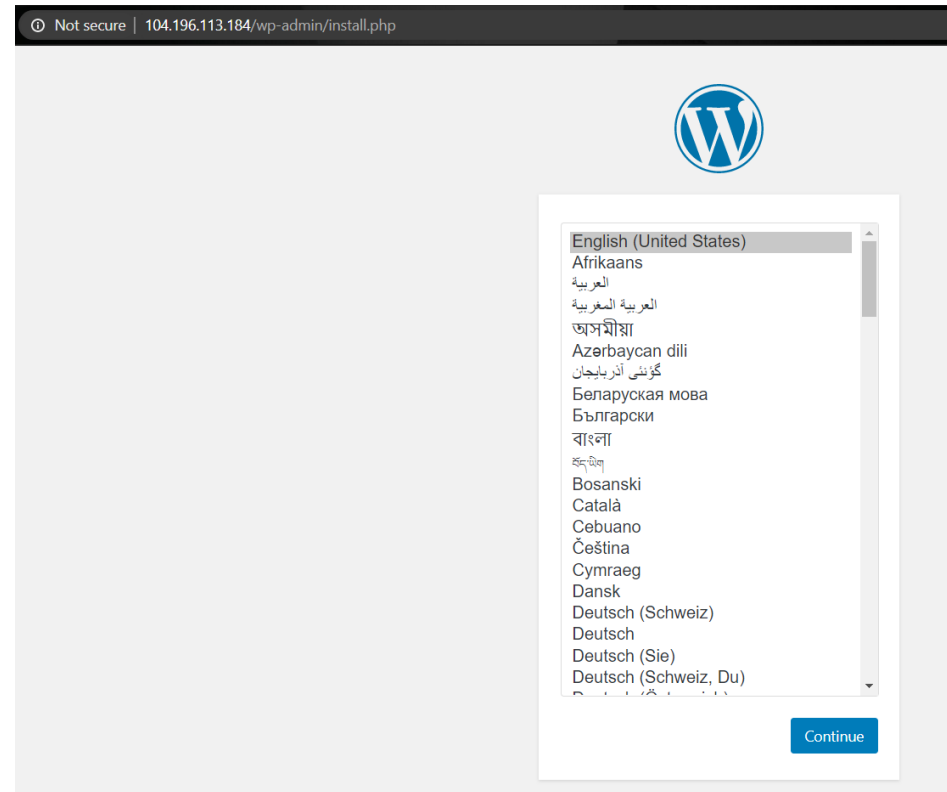 Not secure | 104.196.113.184/wp-admin/install.php
English (United States)
Afrikaans
العربية
العربية المغربية
অসমীয়া
Azərbaycan dili
گؤنئی آذربایجان
Беларуская мова
Български
বাংলা
བོད་ཡིག
Bosanski
Català
Cebuano
Čeština
Cymraeg
Dansk
Deutsch (Schweiz)
Deutsch
Deutsch (Sie)
Deutsch (Schweiz, Du)
Continue